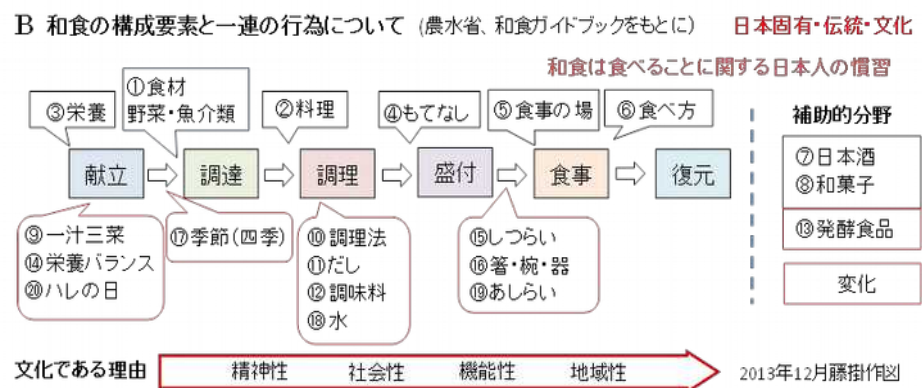 B 和食の構成要素と一連の行為について (農水省、和食ガイドブックをもとに) 日本固有・伝統・文化
和食は食べることに関する日本人の慣習
③栄養
①食材
野菜・魚介類
②料理
④もてなし
⑤食事の場
⑥食べ方
献立
調達
調理
盛付
食事
復元
⑨一汁三菜
⑭栄養バランス
⑳ハレの日
⑰季節(四季)
⑩調理法
⑪だし
⑫調味料
⑱水
⑮しつらい
⑯箸・椀・器
⑲あしらい
補助的分野
⑦日本酒
⑧和菓子
⑬発酵食品
変化
文化である理由 精神性 社会性 機能性 地域性
2013年12月藤掛作図